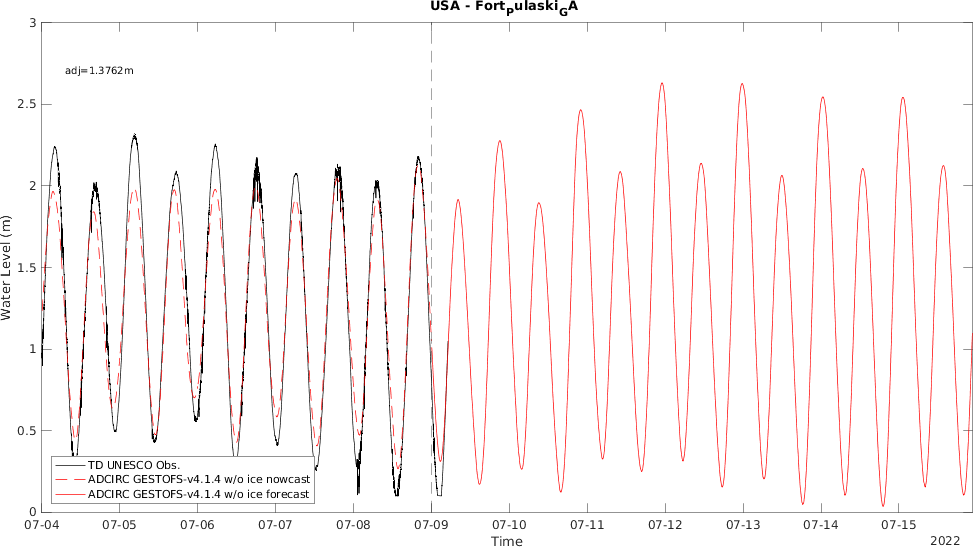 USA - FortPulaskiGA
adj=1.3762m
3
2.5
2
1.5
1
0.5
0
Water Level (m)
TD UNESCO Obs.
ADCIRC GESTOFS-v4.1.4 w/o ice nowcast
ADCIRC GESTOFS-v4.1.4 w/o ice forecast
07-04 07-05 07-06 07-07 07-08 07-09 07-10 07-11 07-12 07-13 07-14 07-15
Time
2022